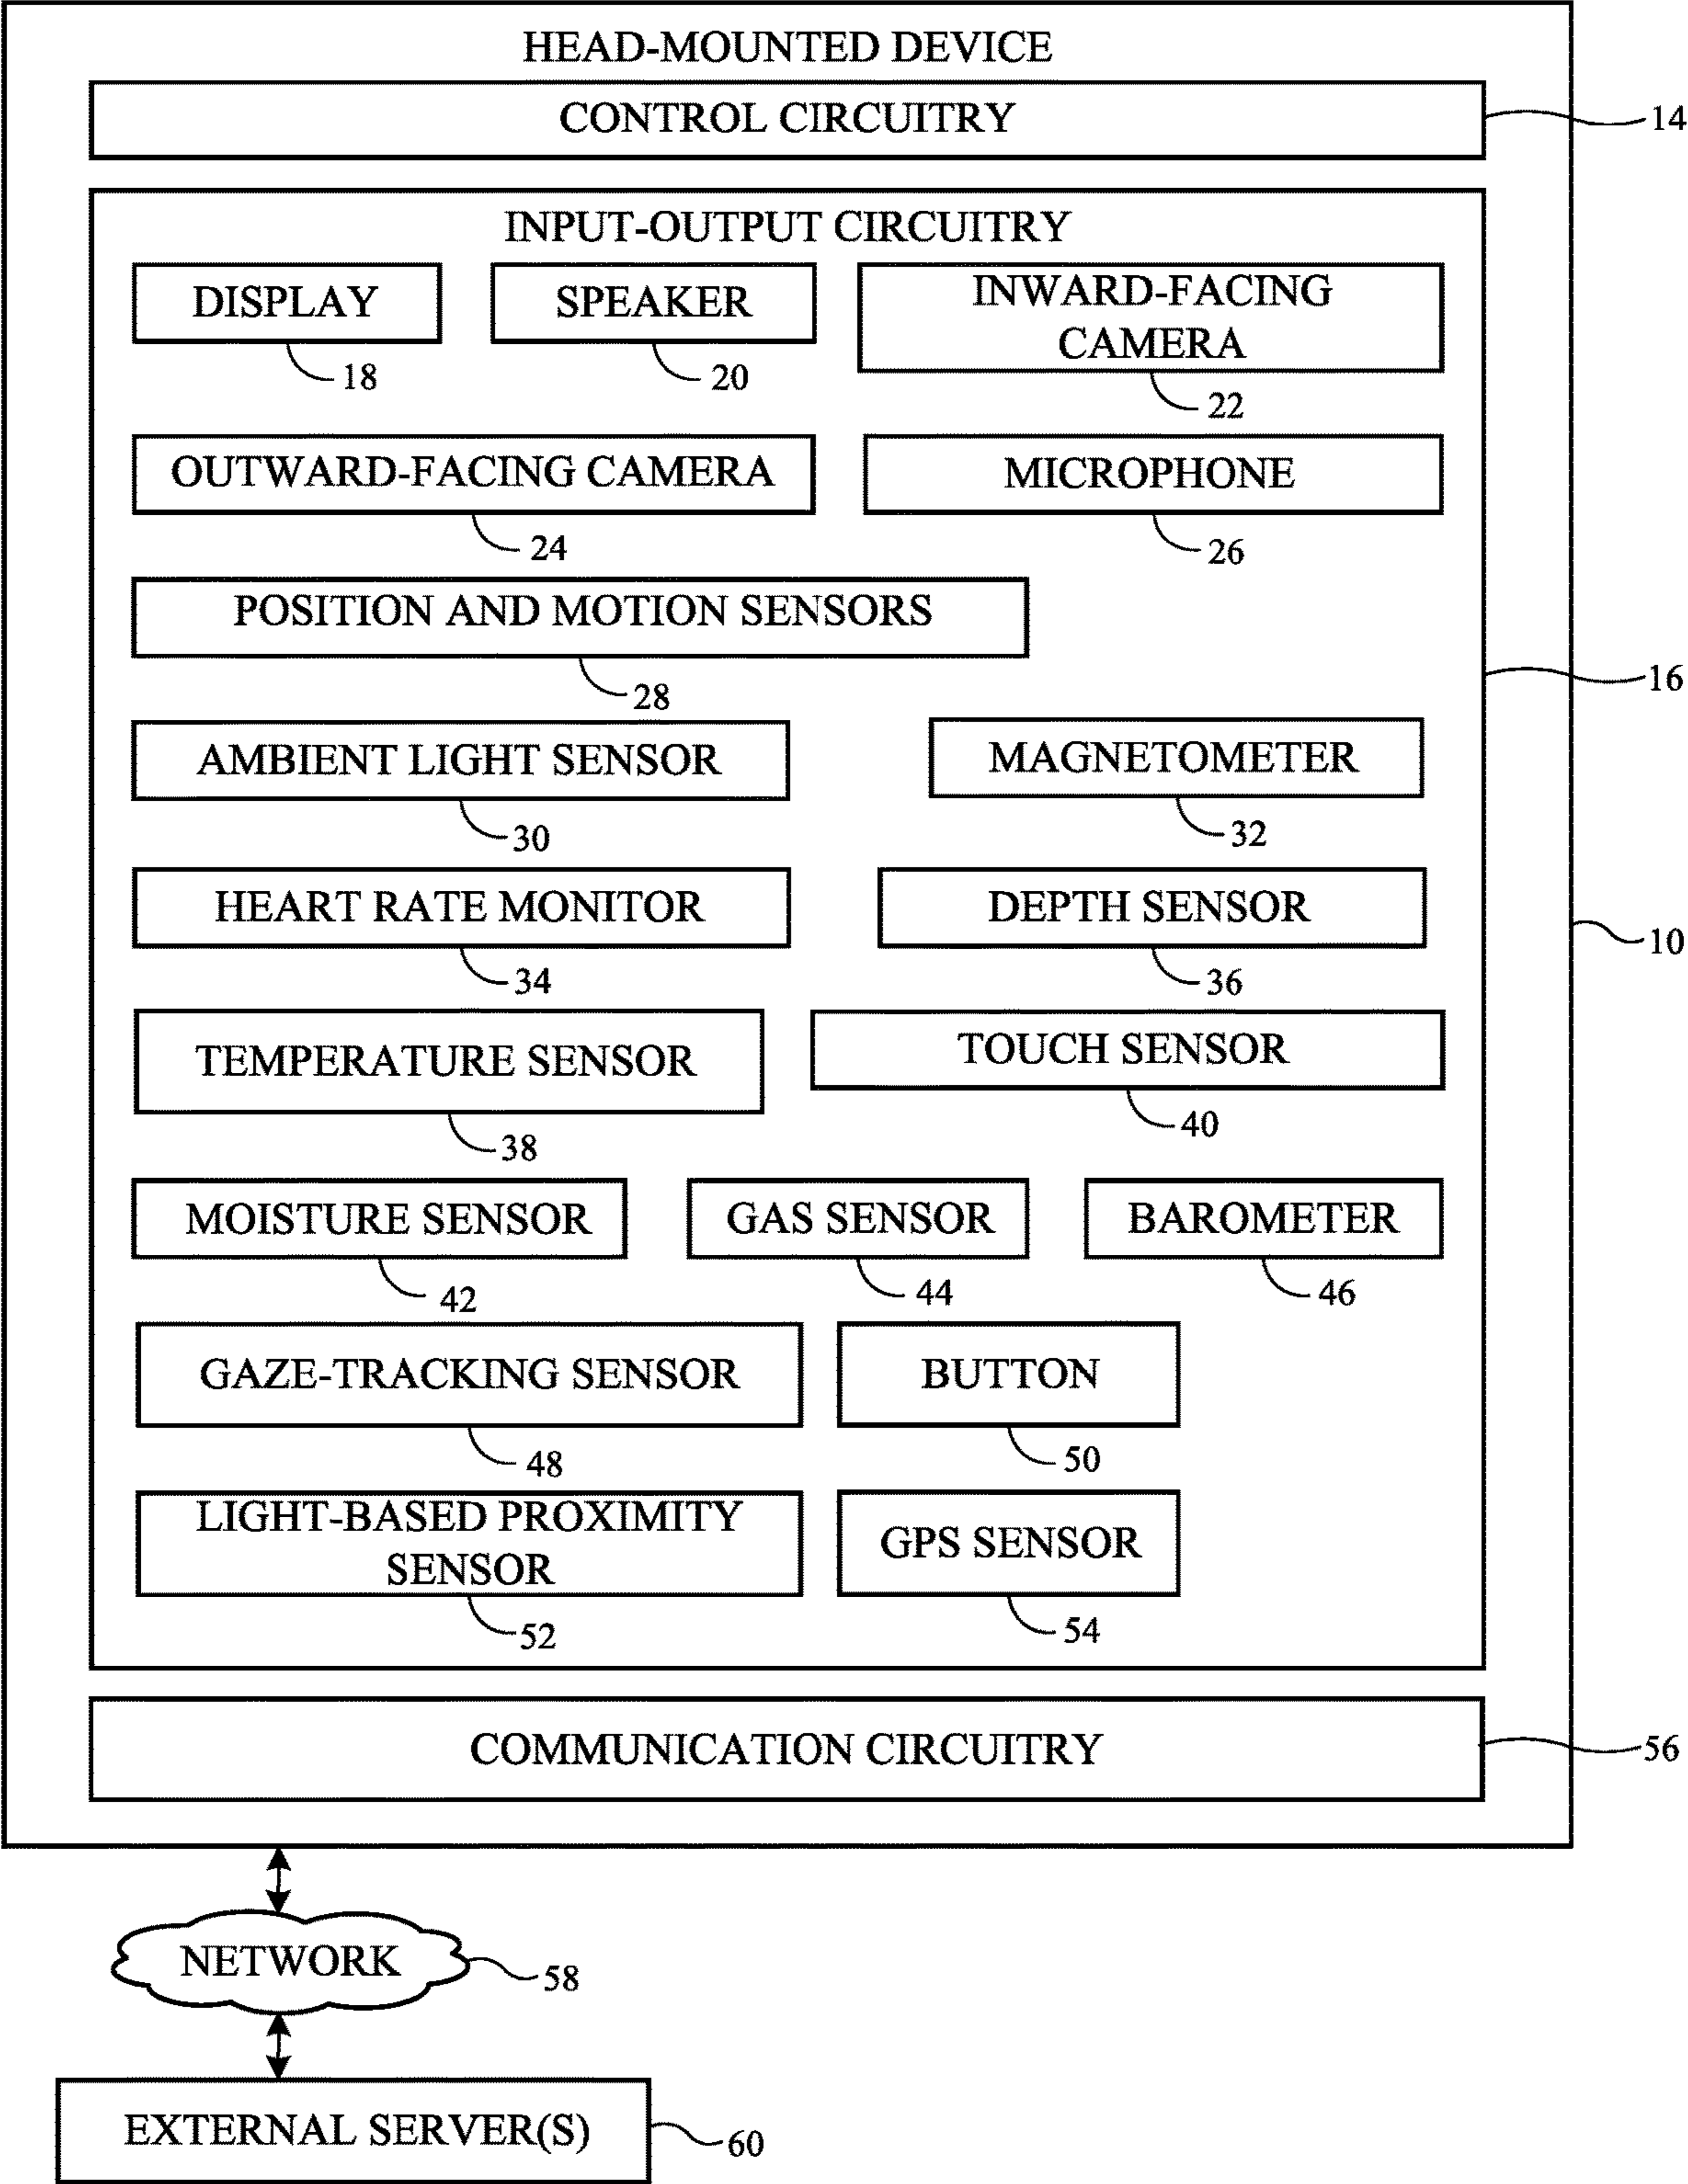 HEAD-MOUNTED DEVICE
CONTROL CIRCUITRY
14
INPUT-OUTPUT CIRCUITRY
DISPLAY
18
SPEAKER
20
INWARD-FACING
CAMERA
22
OUTWARD-FACING CAMERA
24
MICROPHONE
26
POSITION AND MOTION SENSORS
28
16
AMBIENT LIGHT SENSOR
30
MAGNETOMETER
32
HEART RATE MONITOR
34
DEPTH SENSOR
36
10
TEMPERATURE SENSOR
38
TOUCH SENSOR
40
MOISTURE SENSOR
42
GAS SENSOR
44
BAROMETER
46
GAZE-TRACKING SENSOR
48
BUTTON
50
LIGHT-BASED PROXIMITY
SENSOR
52
GPS SENSOR
54
COMMUNICATION CIRCUITRY
56
NETWORK
58
EXTERNAL SERVER(S)
60